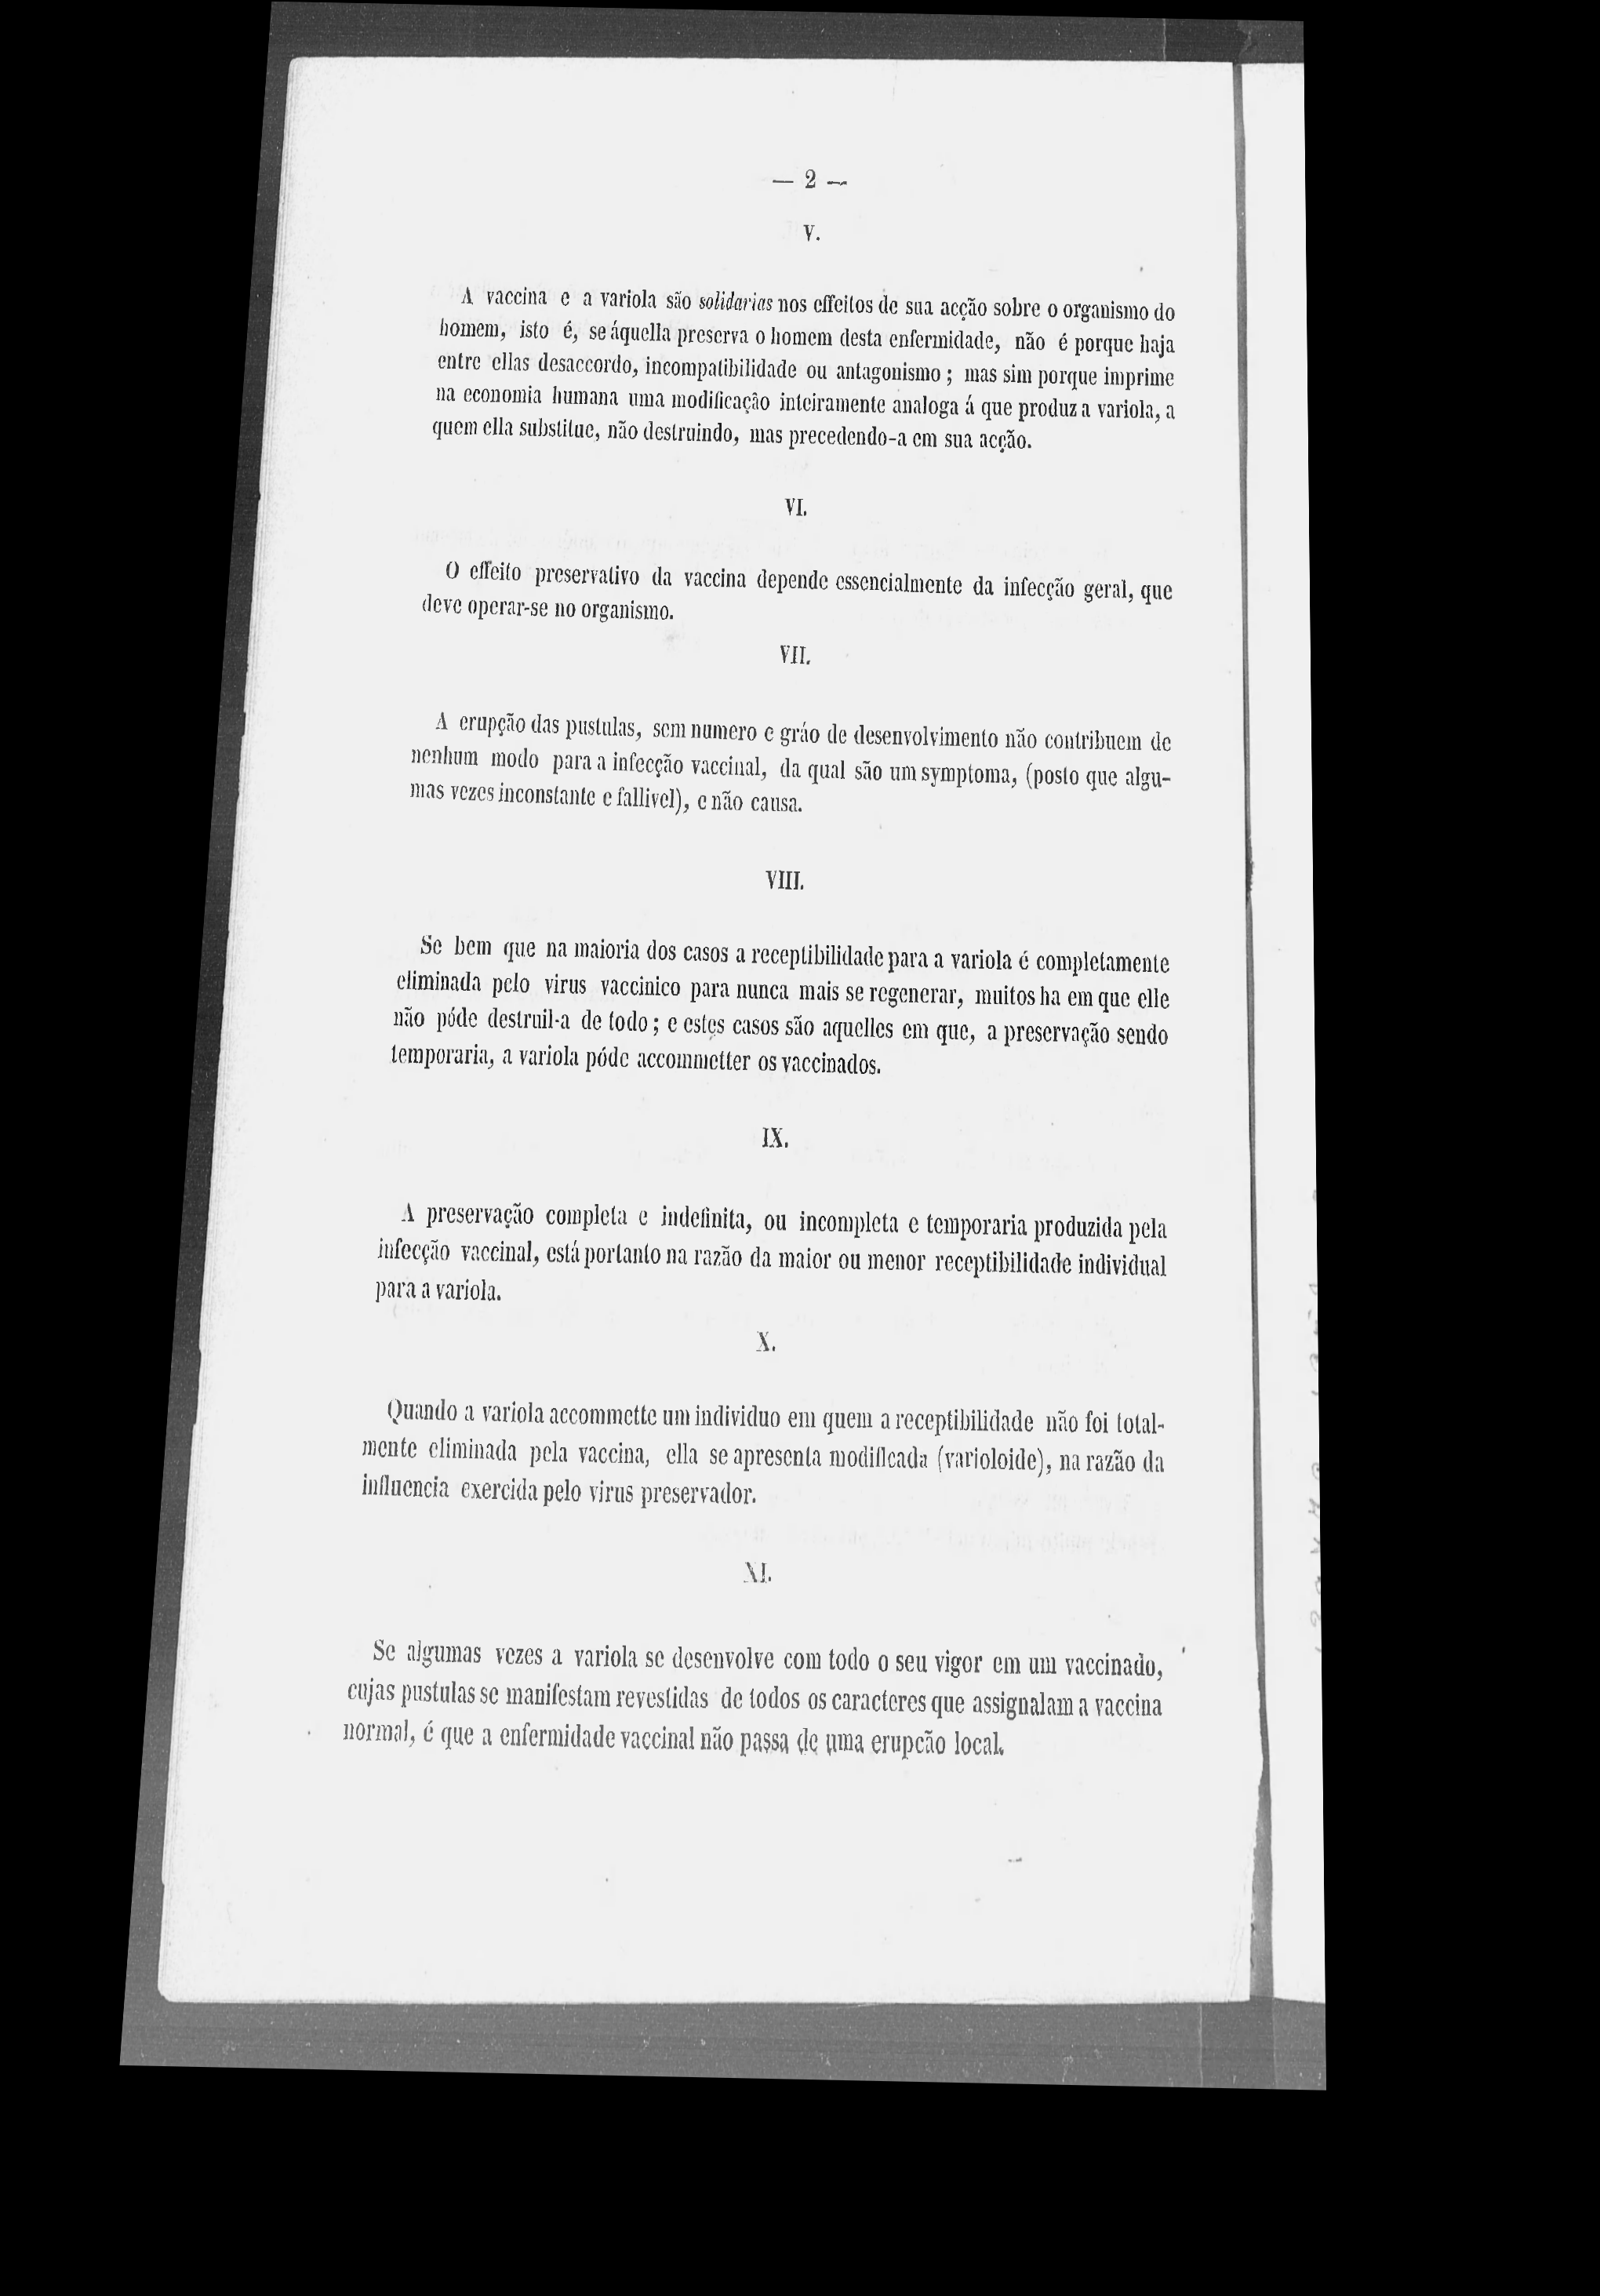 — 2 —
V.
A vaccina e a variola são solidarias nos effeitos de sua acção sobre o organismo do
homem, isto é, se áquella preserva o homem desta enfermidade, não é porque haja
entre ellas desaccordo, incompatibilidade ou antagonismo; mas sim porque imprime
na economia humana uma modificação inteiramente analoga á que produz a variola, a
quem ella substitue, não destruindo, mas precedendo-a em sua acção.
VI.
O effeito preservativo da vaccina depende essencialmente da infecção geral, que
deve operar-se no organismo.
VII.
A erupção das pustulas, sem numero e gráo de desenvolvimento não contribuem de
nenhum modo para a infecção vaccinal, da qual são um symptoma, (posto que algu-
mas vezes inconstante e fallivel), e não causa.
VIII.
Se bem que na maioria dos casos a receptibilidade para a variola é completamente
eliminada pelo virus vaccinico para nunca mais se regenerar, muitos ha em que elle
não póde destruil-a de todo; e estes casos são aquelles em que, a preservação sendo
temporaria, a variola póde accommetter os vaccinados.
IX.
A preservação completa e indefinita, ou incompleta e temporaria produzida pela
infecção vaccinal, está portanto na razão da maior ou menor receptibilidade individual
para a variola.
X.
Quando a variola accommette um individuo em quem a receptibilidade não foi total-
mente eliminada pela vaccina, ella se apresenta modificada (varioloide), na razão da
influencia exercida pelo virus preservador.
XI.
Se algumas vezes a variola se desenvolve com todo o seu vigor em um vaccinado,
cujas pustulas se manifestam revestidas de todos os caracteres que assignalam a vaccina
normal, é que a enfermidade vaccinal não passa de uma erupcão local.